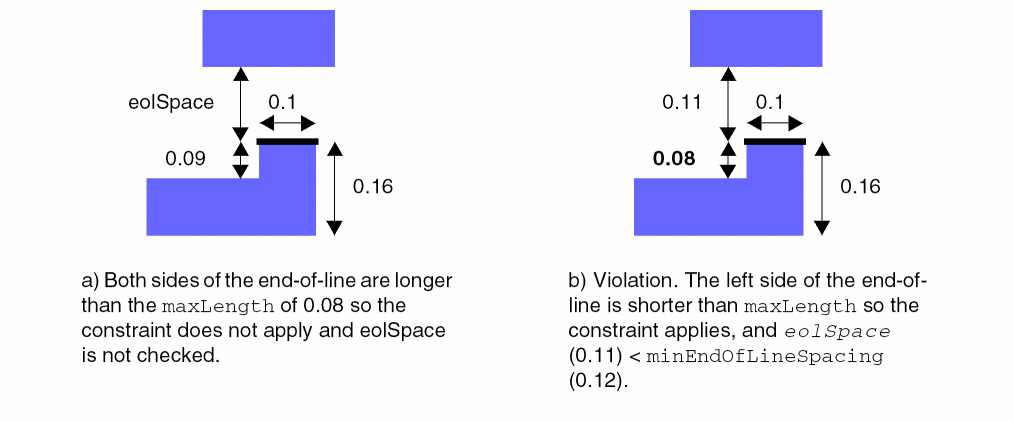 eolSpace
0.1
0.09
0.16
a) Both sides of the end-of-line are longer
than the maxLength of 0.08 so the
constraint does not apply and eolSpace
is not checked.
0.11
0.1
0.08
0.16
b) Violation. The left side of the end-of-
line is shorter than maxLength so the
constraint applies, and eolSpace
(0.11) < minEndOfLineSpacing
(0.12).